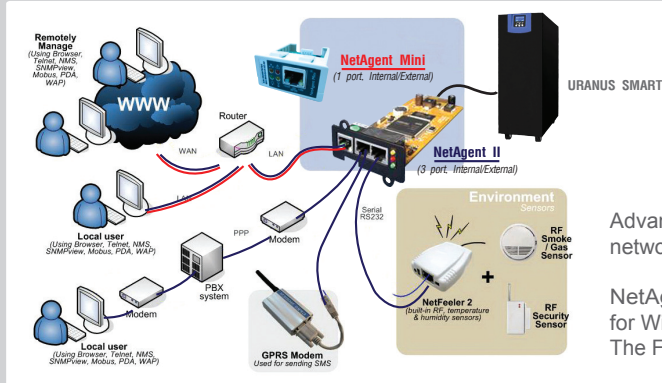 Remotely
Manage
(Using Browser,
Telnet, NMS,
SNMPview,
Mobus, PDA,
WAP)
WWW
NetAgent Mini
(1 port, Internal/External)
URANUS SMART
Router
WAN
LAN
NetAgent II
(3 port, Internal/External)
LAN
Local user
(Using Browser, Telnet, NMS,
SNMPview, Mobus, PDA, WAP)
PPP
Modem
Serial
RS232
PBX
system
Modem
Local user
(Using Browser, Telnet, NMS,
SNMPview, Mobus, PDA, WAP)
GPRS Modem
Used for sending SMS
Environment
Sensors
RF
Smoke
/ Gas
Sensor
+
NetFeeler 2
(built-in RF, temperature
& humidity sensors)
RF
Security
Sensor
Advan
netwo
NetAg
for Wi
The F